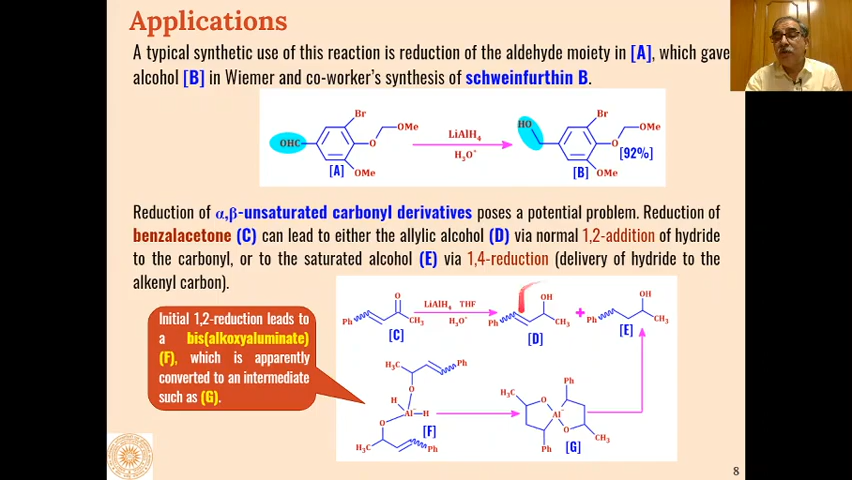 Applications
A typical synthetic use of this reaction is reduction of the aldehyde moiety in [A], which gave
alcohol [B] in Wiemer and co-worker's synthesis of schweinfurthin B.
OHC
Br
O
OMe
OMe
[A]
LiAlH4
H3O+
HO
Br
O
OMe
OMe
[B]
[92%]
Reduction of α,β-unsaturated carbonyl derivatives poses a potential problem. Reduction of
benzalacetone (C) can lead to either the allylic alcohol (D) via normal 1,2-addition of hydride
to the carbonyl, or to the saturated alcohol (E) via 1,4-reduction (delivery of hydride to the
alkenyl carbon).
Initial 1,2-reduction leads to
a bis(alkoxyaluminate)
(F), which is apparently
converted to an intermediate
such as (G).
Ph
O
CH3
[C]
LiAlH4 THF
H3O+
Ph
OH
CH3
[D]
+
Ph
OH
CH3
[E]
H3C
Ph
O
H
Al-
H
O
H3C
Ph
[F]
H3C
O
Ph
Al-
O
Ph
CH3
[G]
8